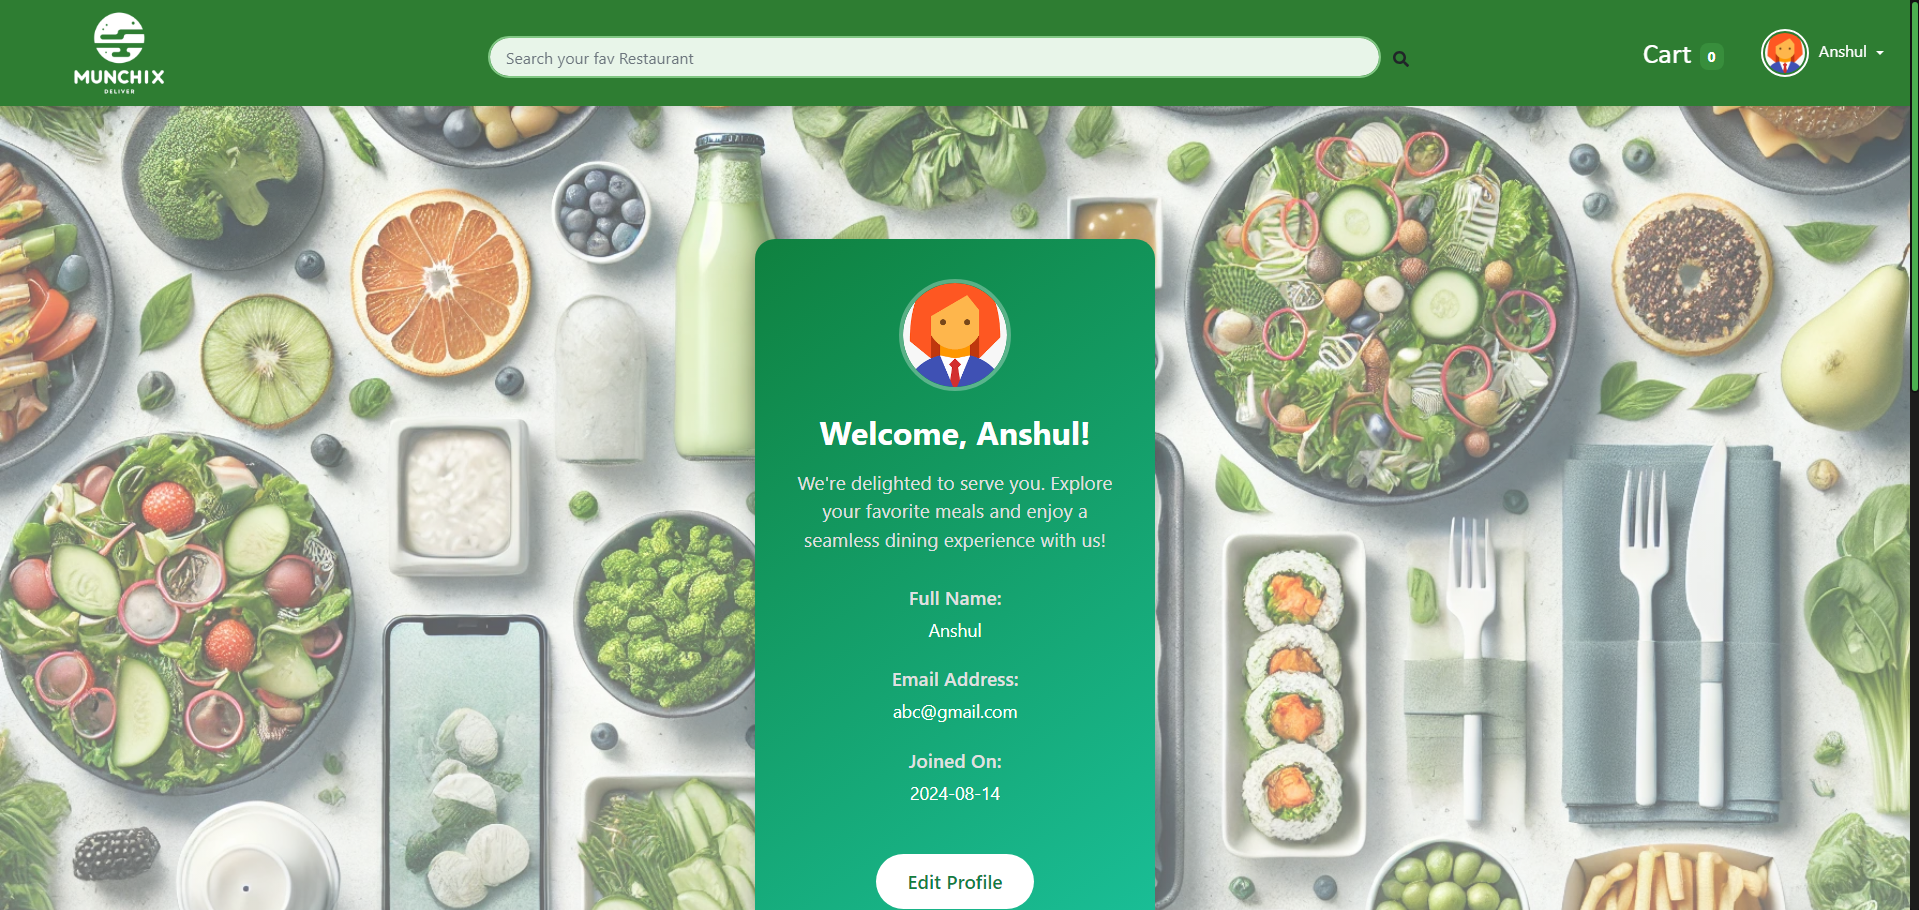 MUNCHIX
DELIVER
Search your fav Restaurant
Cart 0
Anshul
Welcome, Anshul!
We're delighted to serve you. Explore
your favorite meals and enjoy a
seamless dining experience with us!
Full Name:
Anshul
Email Address:
abc@gmail.com
Joined On:
2024-08-14
Edit Profile